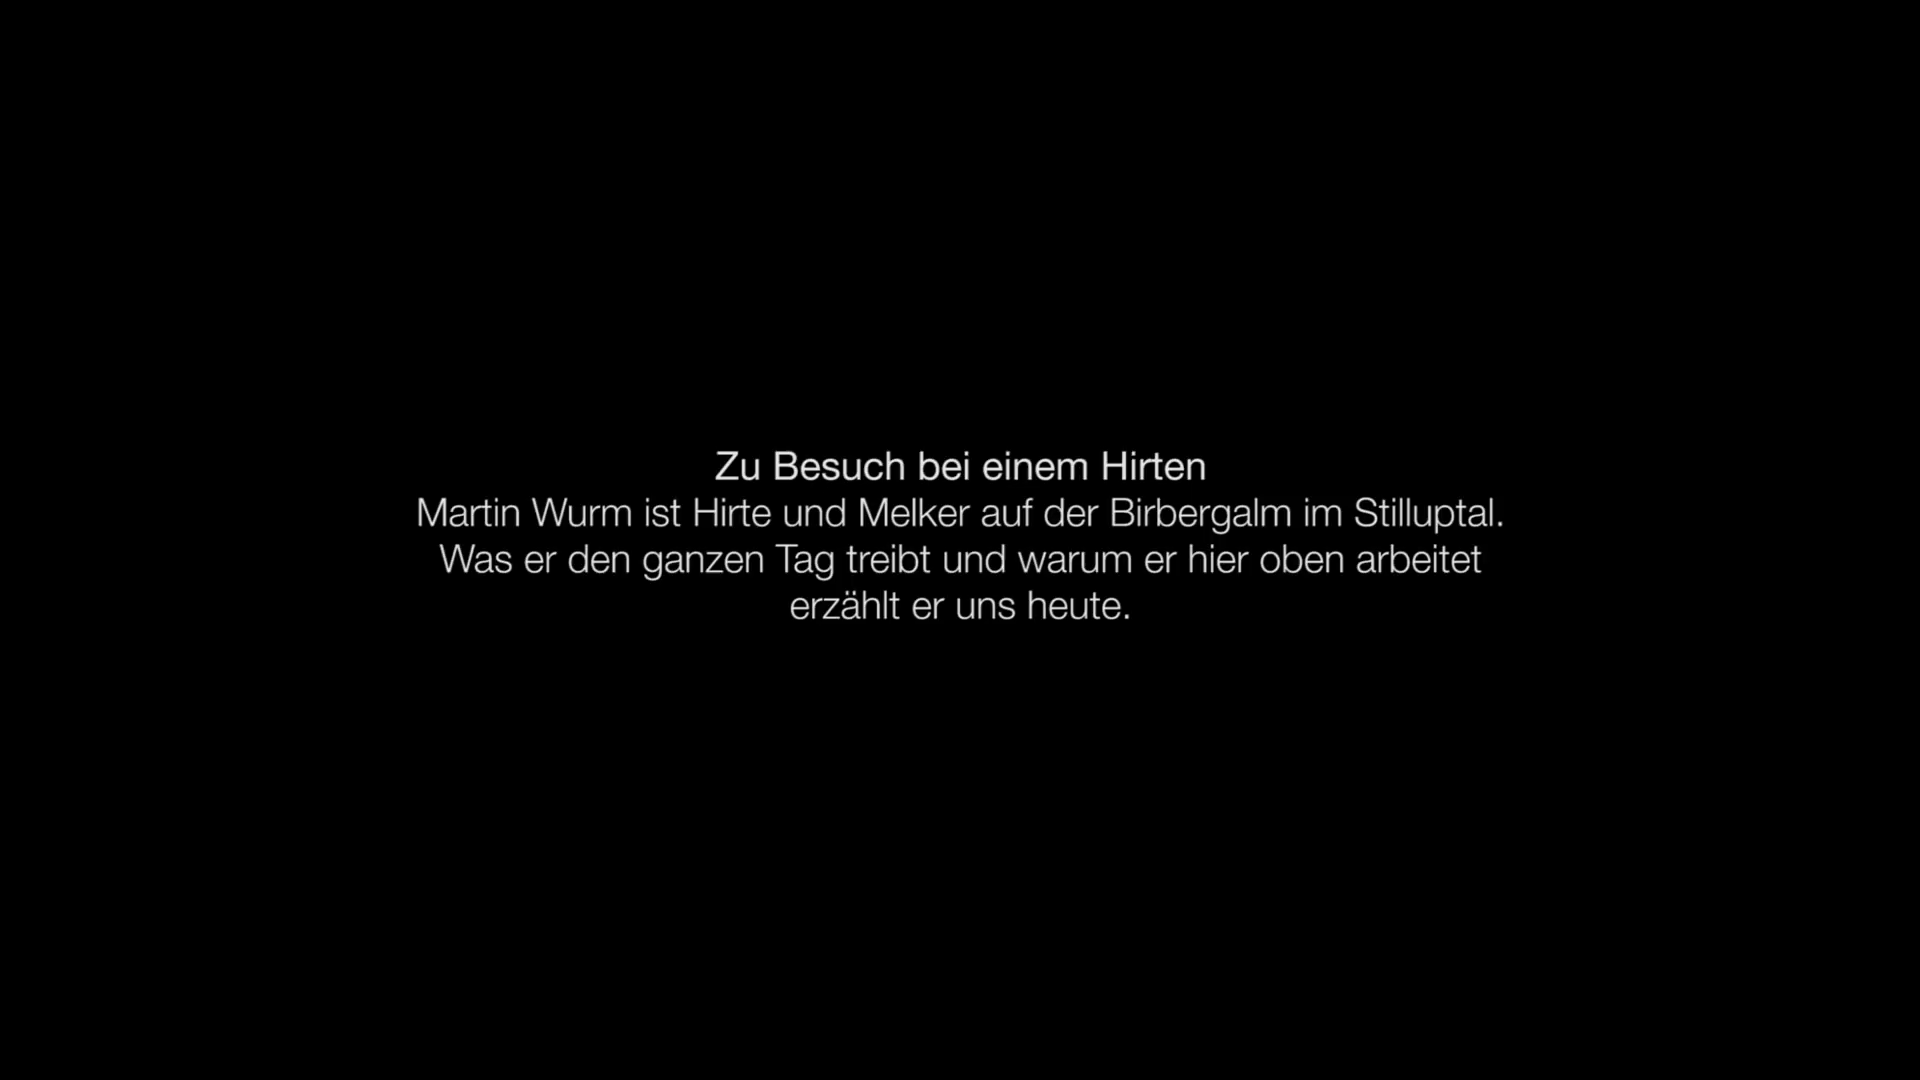 Zu Besuch bei einem Hirten
Martin Wurm ist Hirte und Melker auf der Birbergalm im Stilluptal.
Was er den ganzen Tag treibt und warum er hier oben arbeitet
erzählt er uns heute.